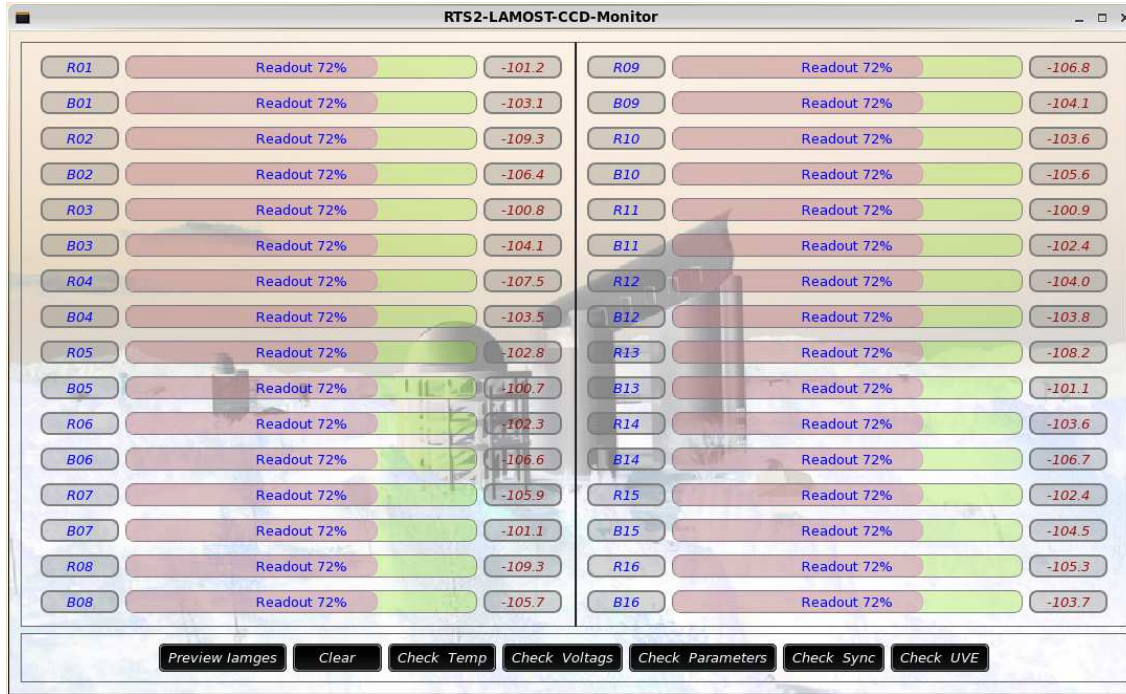 RTS2-LAMOST-CCD-Monitor
R01 Readout 72% -101.2
B01 Readout 72% -103.1
R02 Readout 72% -109.3
B02 Readout 72% -106.4
R03 Readout 72% -100.8
B03 Readout 72% -104.1
R04 Readout 72% -107.5
B04 Readout 72% -103.5
R05 Readout 72% -102.8
B05 Readout 72% -100.7
R06 Readout 72% -102.3
B06 Readout 72% -106.6
R07 Readout 72% -105.9
B07 Readout 72% -101.1
R08 Readout 72% -109.3
B08 Readout 72% -105.7
R09 Readout 72% -106.8
B09 Readout 72% -104.1
R10 Readout 72% -103.6
B10 Readout 72% -105.6
R11 Readout 72% -100.9
B11 Readout 72% -102.4
R12 Readout 72% -104.0
B12 Readout 72% -103.8
R13 Readout 72% -108.2
B13 Readout 72% -101.1
R14 Readout 72% -103.6
B14 Readout 72% -106.7
R15 Readout 72% -102.4
B15 Readout 72% -104.5
R16 Readout 72% -105.3
B16 Readout 72% -103.7
Preview Iamges Clear Check Temp Check Voltags Check Parameters Check Sync Check UVE